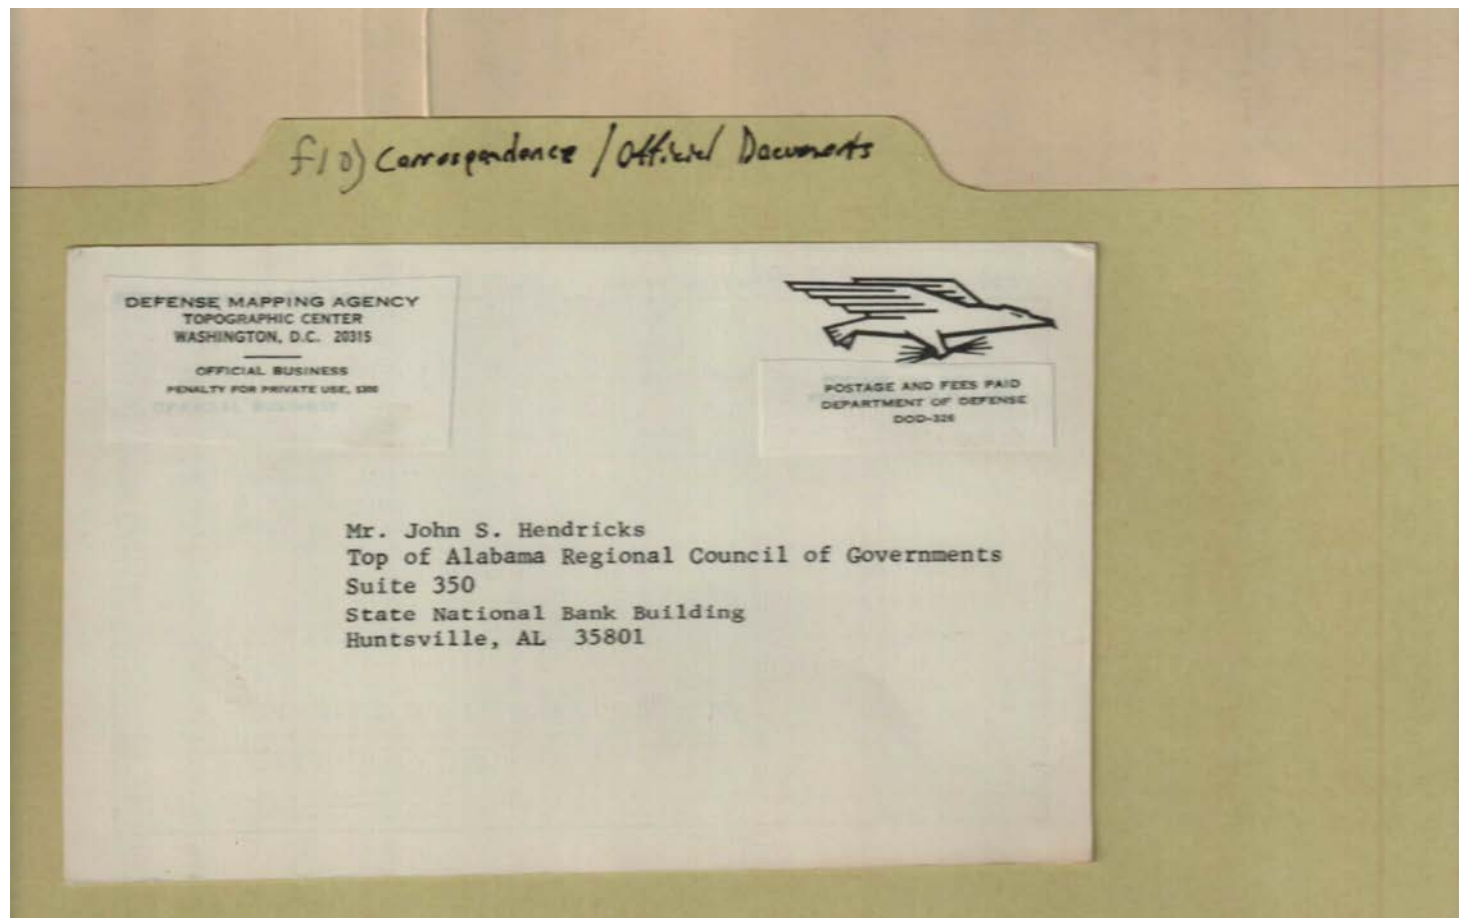 f10) Correspondence / Official Documents
DEFENSE MAPPING AGENCY
TOPOGRAPHIC CENTER
WASHINGTON, D.C. 20315
OFFICIAL BUSINESS
PENALTY FOR PRIVATE USE, $300
POSTAGE AND FEES PAID
DEPARTMENT OF DEFENSE
DOD-326
Mr. John S. Hendricks
Top of Alabama Regional Council of Governments
Suite 350
State National Bank Building
Huntsville, AL 35801